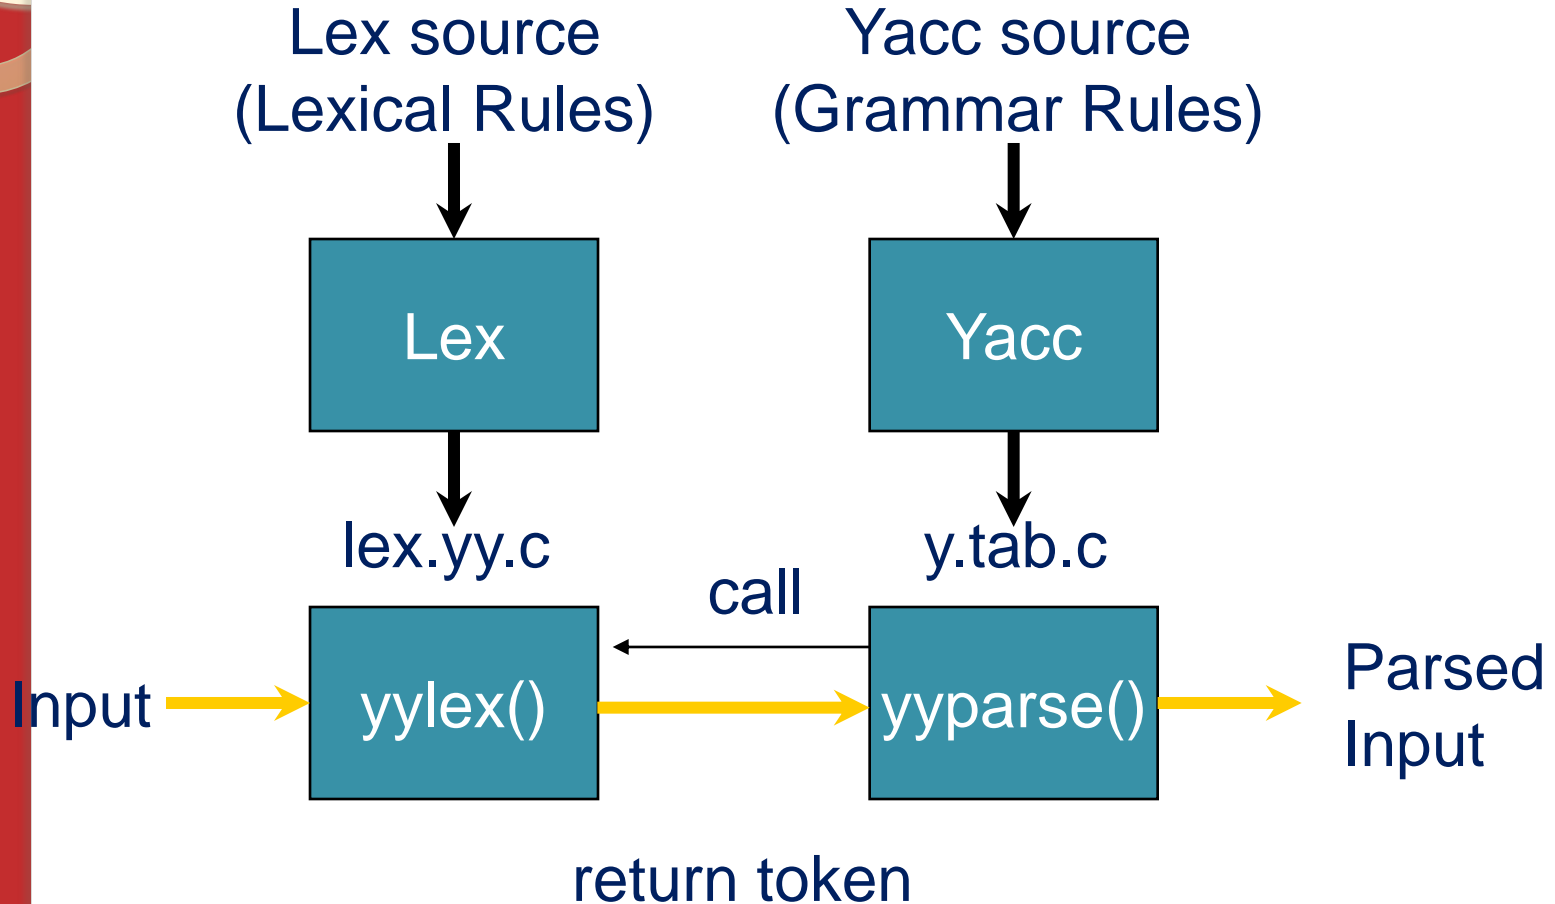 Lex source
(Lexical Rules)
Yacc source
(Grammar Rules)
Lex
Yacc
lex.yy.c
y.tab.c
call
Input
yylex()
yyparse()
Parsed
Input
return token